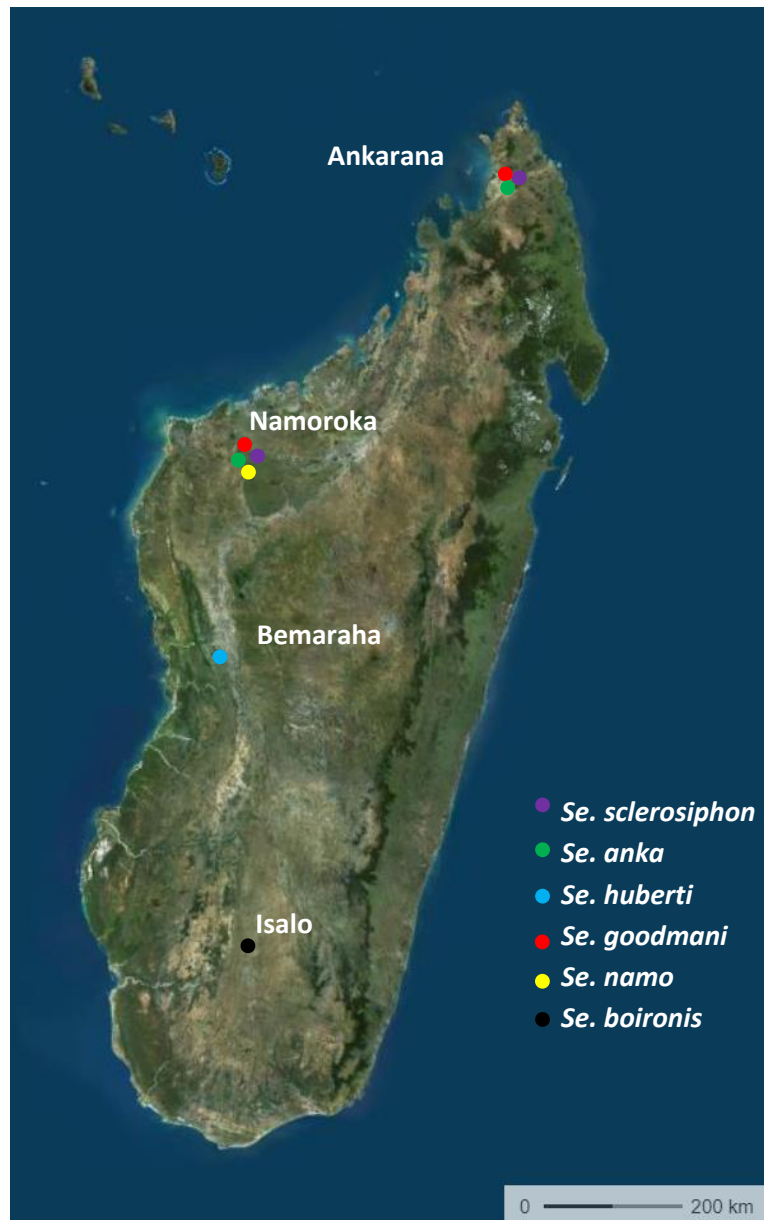 Ankarana
Namoroka
Bemaraha
Isalo
Se. sclerosiphon
Se. anka
Se. huberti
Se. goodmani
Se. namo
Se. boironis
0 200 km